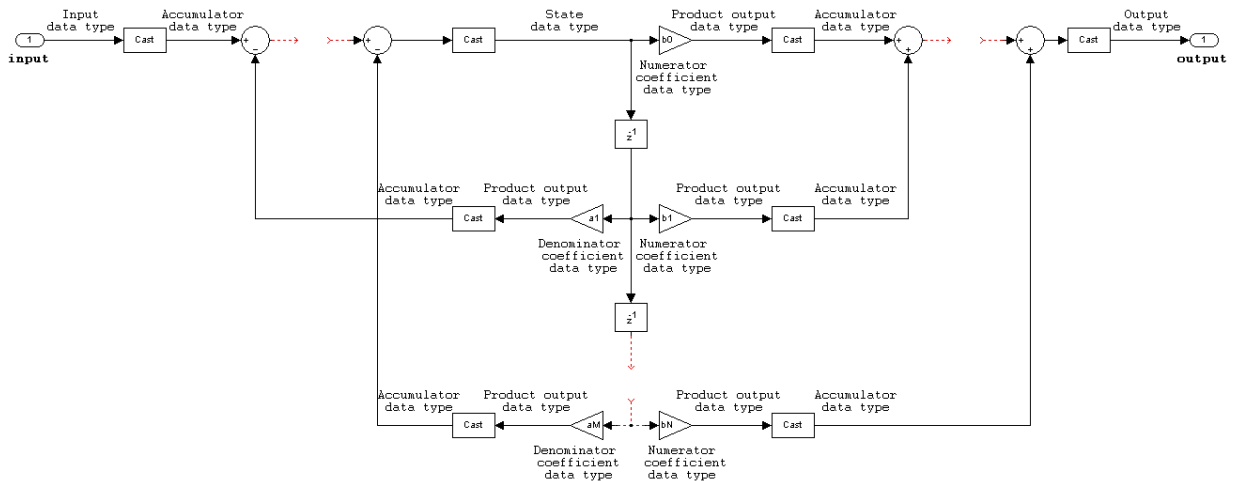 Input
data type
Accumulator
data type
State
data type
Product output
data type
Accumulator
data type
Output
data type
1
Cast
+
−
+
−
Cast
b0
Cast
+
+
+
+
Cast
1
input
output
Numerator
coefficient
data type
z-1
Accumulator
data type
Product output
data type
Product output
data type
Accumulator
data type
Cast
a1
b1
Cast
Denominator
coefficient
data type
Numerator
coefficient
data type
z-1
Accumulator
data type
Product output
data type
Product output
data type
Accumulator
data type
Cast
aM
bN
Cast
Denominator
coefficient
data type
Numerator
coefficient
data type